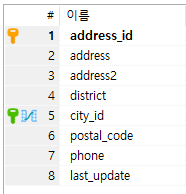 # 이름
1 address_id
2 address
3 address2
4 district
5 city_id
6 postal_code
7 phone
8 last_update